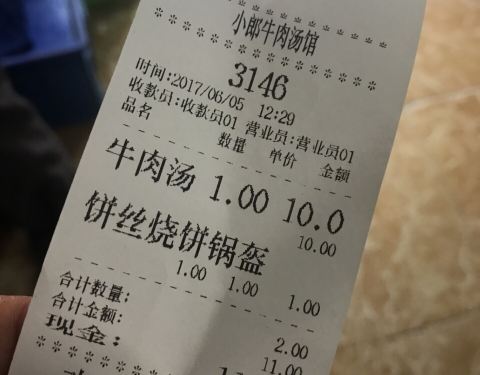 ＊＊＊＊＊＊＊＊＊＊＊＊
小郎牛肉汤馆
＊＊＊＊＊＊＊＊＊＊＊＊
3146
时间:2017/06/05 12:29
收款员:收款员01 营业员:营业员01
品名 数量 单价 金额
牛肉汤 1.00 10.0
10.00
饼丝烧饼锅盔
1.00 1.00 1.00
合计数量: 2.00
合计金额: 11.00
现金: